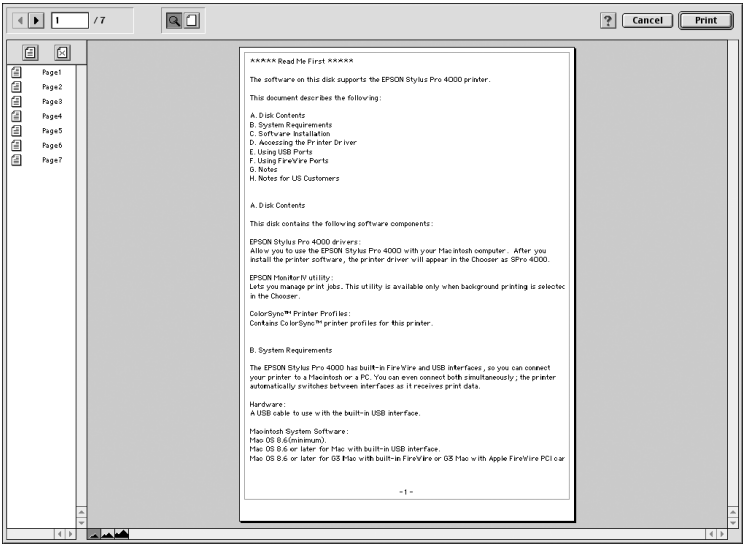 1 / 7
? Cancel Print
Page1
Page2
Page3
Page4
Page5
Page6
Page7
***** Read Me First *****
The software on this disk supports the EPSON Stylus Pro 4000 printer.
This document describes the following:
A. Disk Contents
B. System Requirements
C. Software Installation
D. Accessing the Printer Driver
E. Using USB Ports
F. Using FireWire Ports
G. Notes
H. Notes for US Customers
A. Disk Contents
This disk contains the following software components:
EPSON Stylus Pro 4000 drivers:
Allow you to use the EPSON Stylus Pro 4000 with your Macintosh computer. After you
install the printer software, the printer driver will appear in the Chooser as SPro 4000.
EPSON MonitorIV utility:
Lets you manage print jobs. This utility is available only when background printing is selected
in the Chooser.
ColorSync™ Printer Profiles:
Contains ColorSync™ printer profiles for this printer.
B. System Requirements
The EPSON Stylus Pro 4000 has built-in FireWire and USB interfaces, so you can connect
your printer to a Macintosh or a PC. You can even connect both simultaneously; the printer
automatically switches between interfaces as it receives print data.
Hardware:
A USB cable to use with the built-in USB interface.
Macintosh System Software:
Mac OS 8.6(minimum).
Mac OS 8.6 or later for Mac with built-in USB interface.
Mac OS 8.6 or later for G3 Mac with built-in FireWire or G3 Mac with Apple FireWire PCI car
-1-